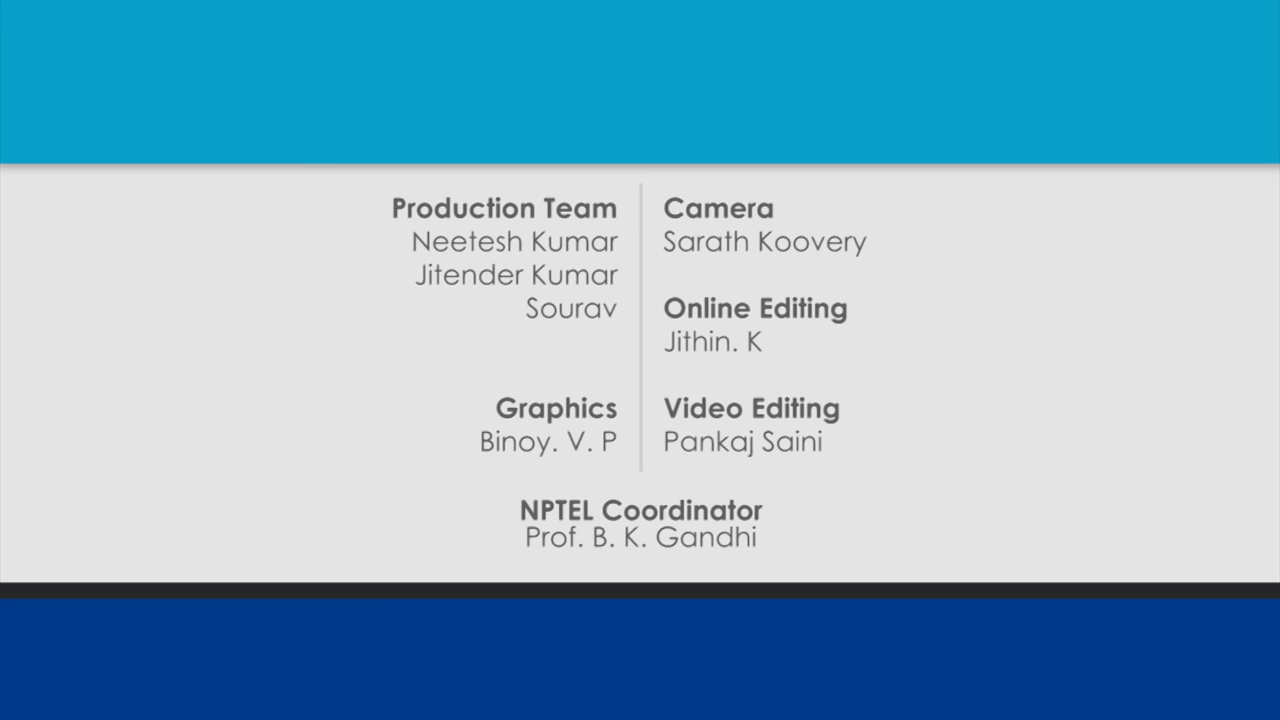 Production Team
Neetesh Kumar
Jitender Kumar
Sourav
Graphics
Binoy. V. P
Camera
Sarath Koovery
Online Editing
Jithin. K
Video Editing
Pankaj Saini
NPTEL Coordinator
Prof. B. K. Gandhi